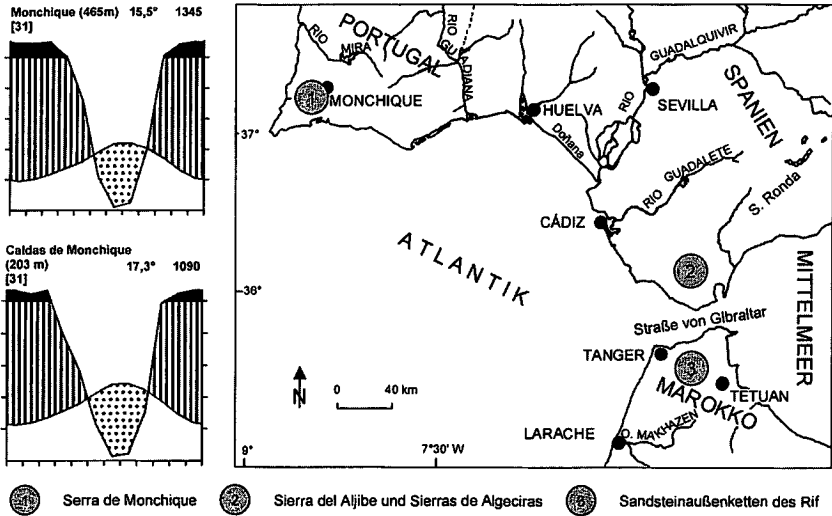 Monchique (465m) 15,5° 1345
[31]
Caldas de Monchique
(203 m) 17,3° 1090
[31]
RIO
MIRA
PORTUGAL
RIO
GUADIANA
MONCHIQUE
HUELVA
Doñana
RIO
GUADALQUIVIR
SEVILLA
SPANIEN
37°
RIO GUADALETE
S. Ronda
CÁDIZ
ATLANTIK
2
MITTELMEER
36°
Straße von Gibraltar
TANGER
3
TETUAN
MAROKKO
N
0 40 km
LARACHE
O. MAKHAZEN
9° 7°30' W
Serra de Monchique
2 Sierra del Aljibe und Sierras de Algeciras
Sandsteinaußenketten des Rif